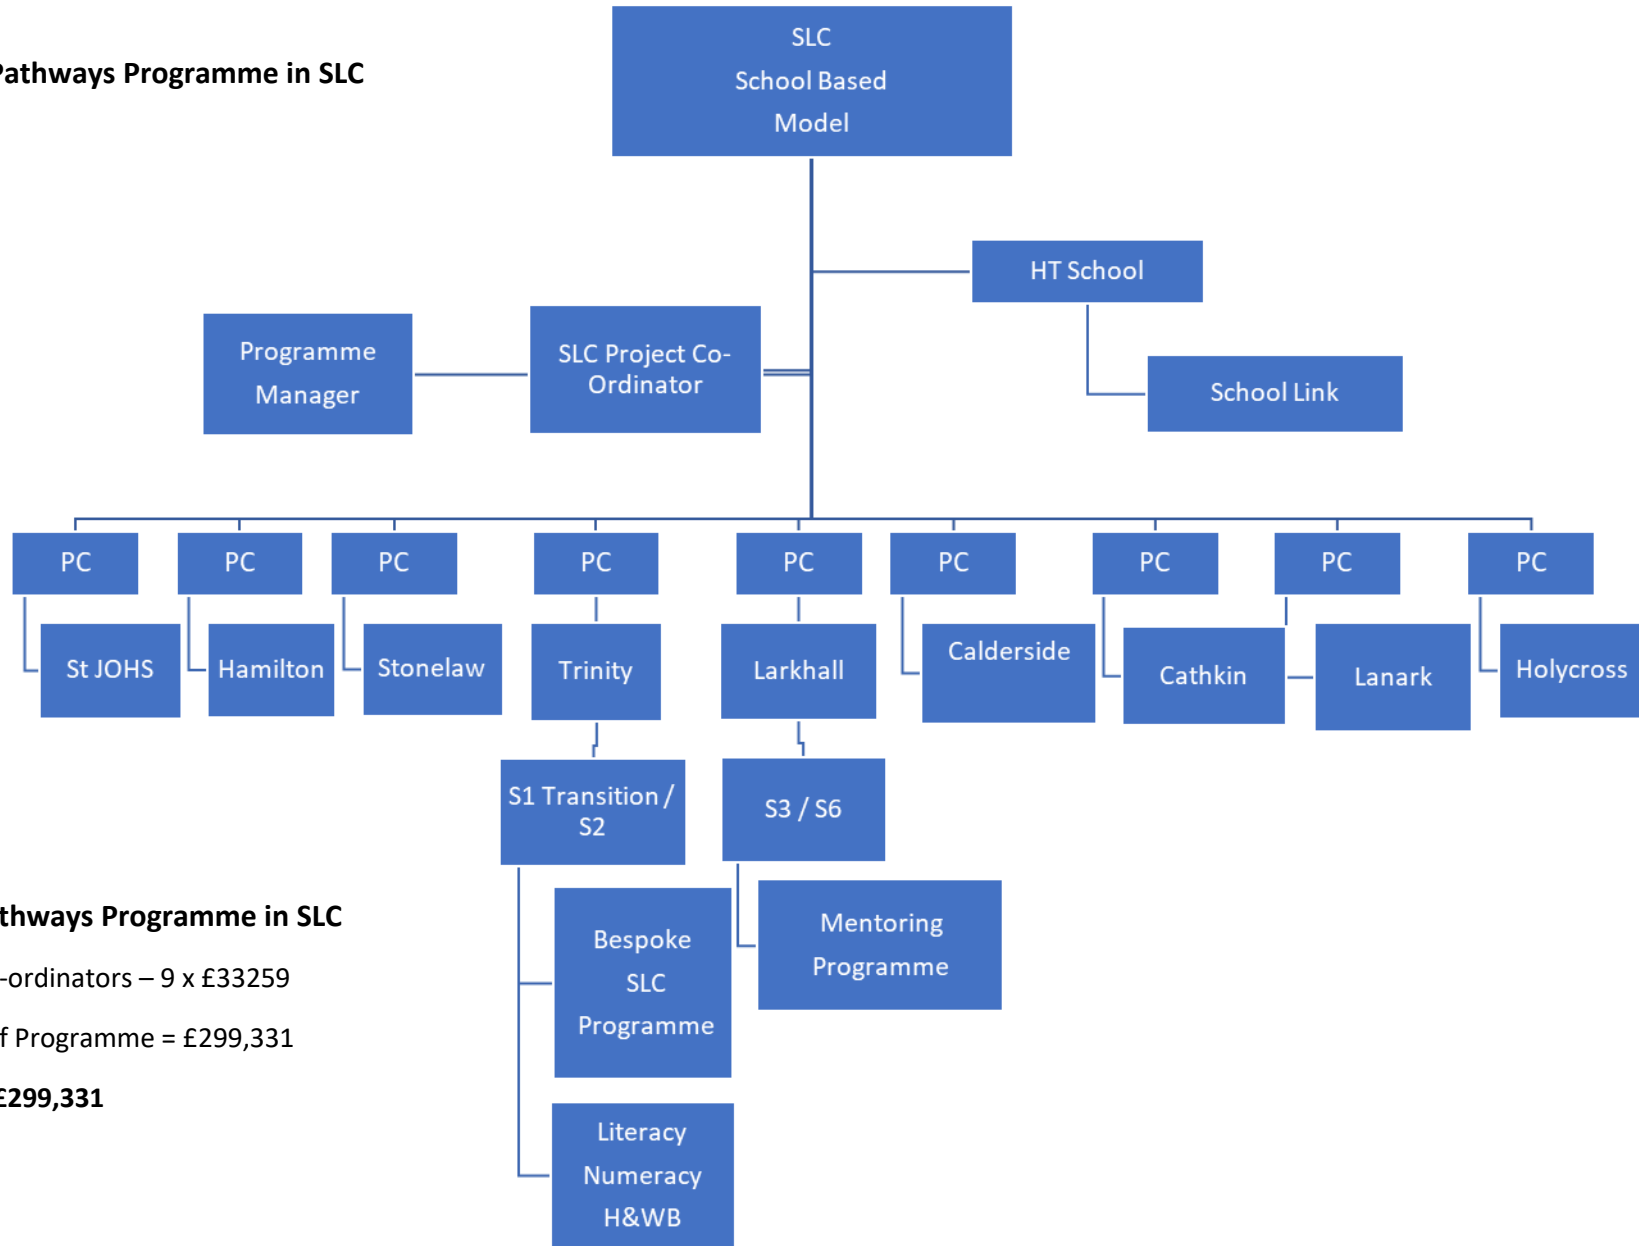 Pathways Programme in SLC
SLC
School Based
Model
HT School
Programme
Manager
SLC Project Co-
Ordinator
School Link
PC
PC
PC
PC
PC
PC
PC
PC
PC
St JOHS
Hamilton
Stonelaw
Trinity
Larkhall
Calderside
Cathkin
Lanark
Holycross
S1 Transition /
S2
S3 / S6
Bespoke
SLC
Programme
Mentoring
Programme
Literacy
Numeracy
H&WB
thways Programme in SLC
-ordinators – 9 x £33259
f Programme = £299,331
£299,331